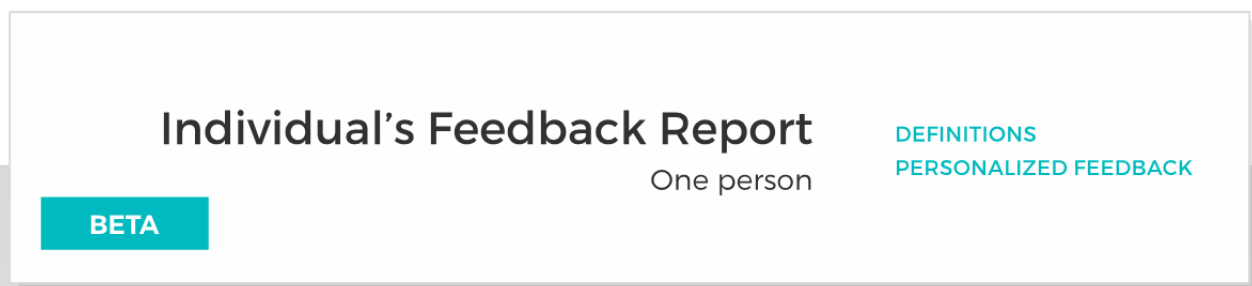 Individual’s Feedback Report
One person
DEFINITIONS
PERSONALIZED FEEDBACK
BETA